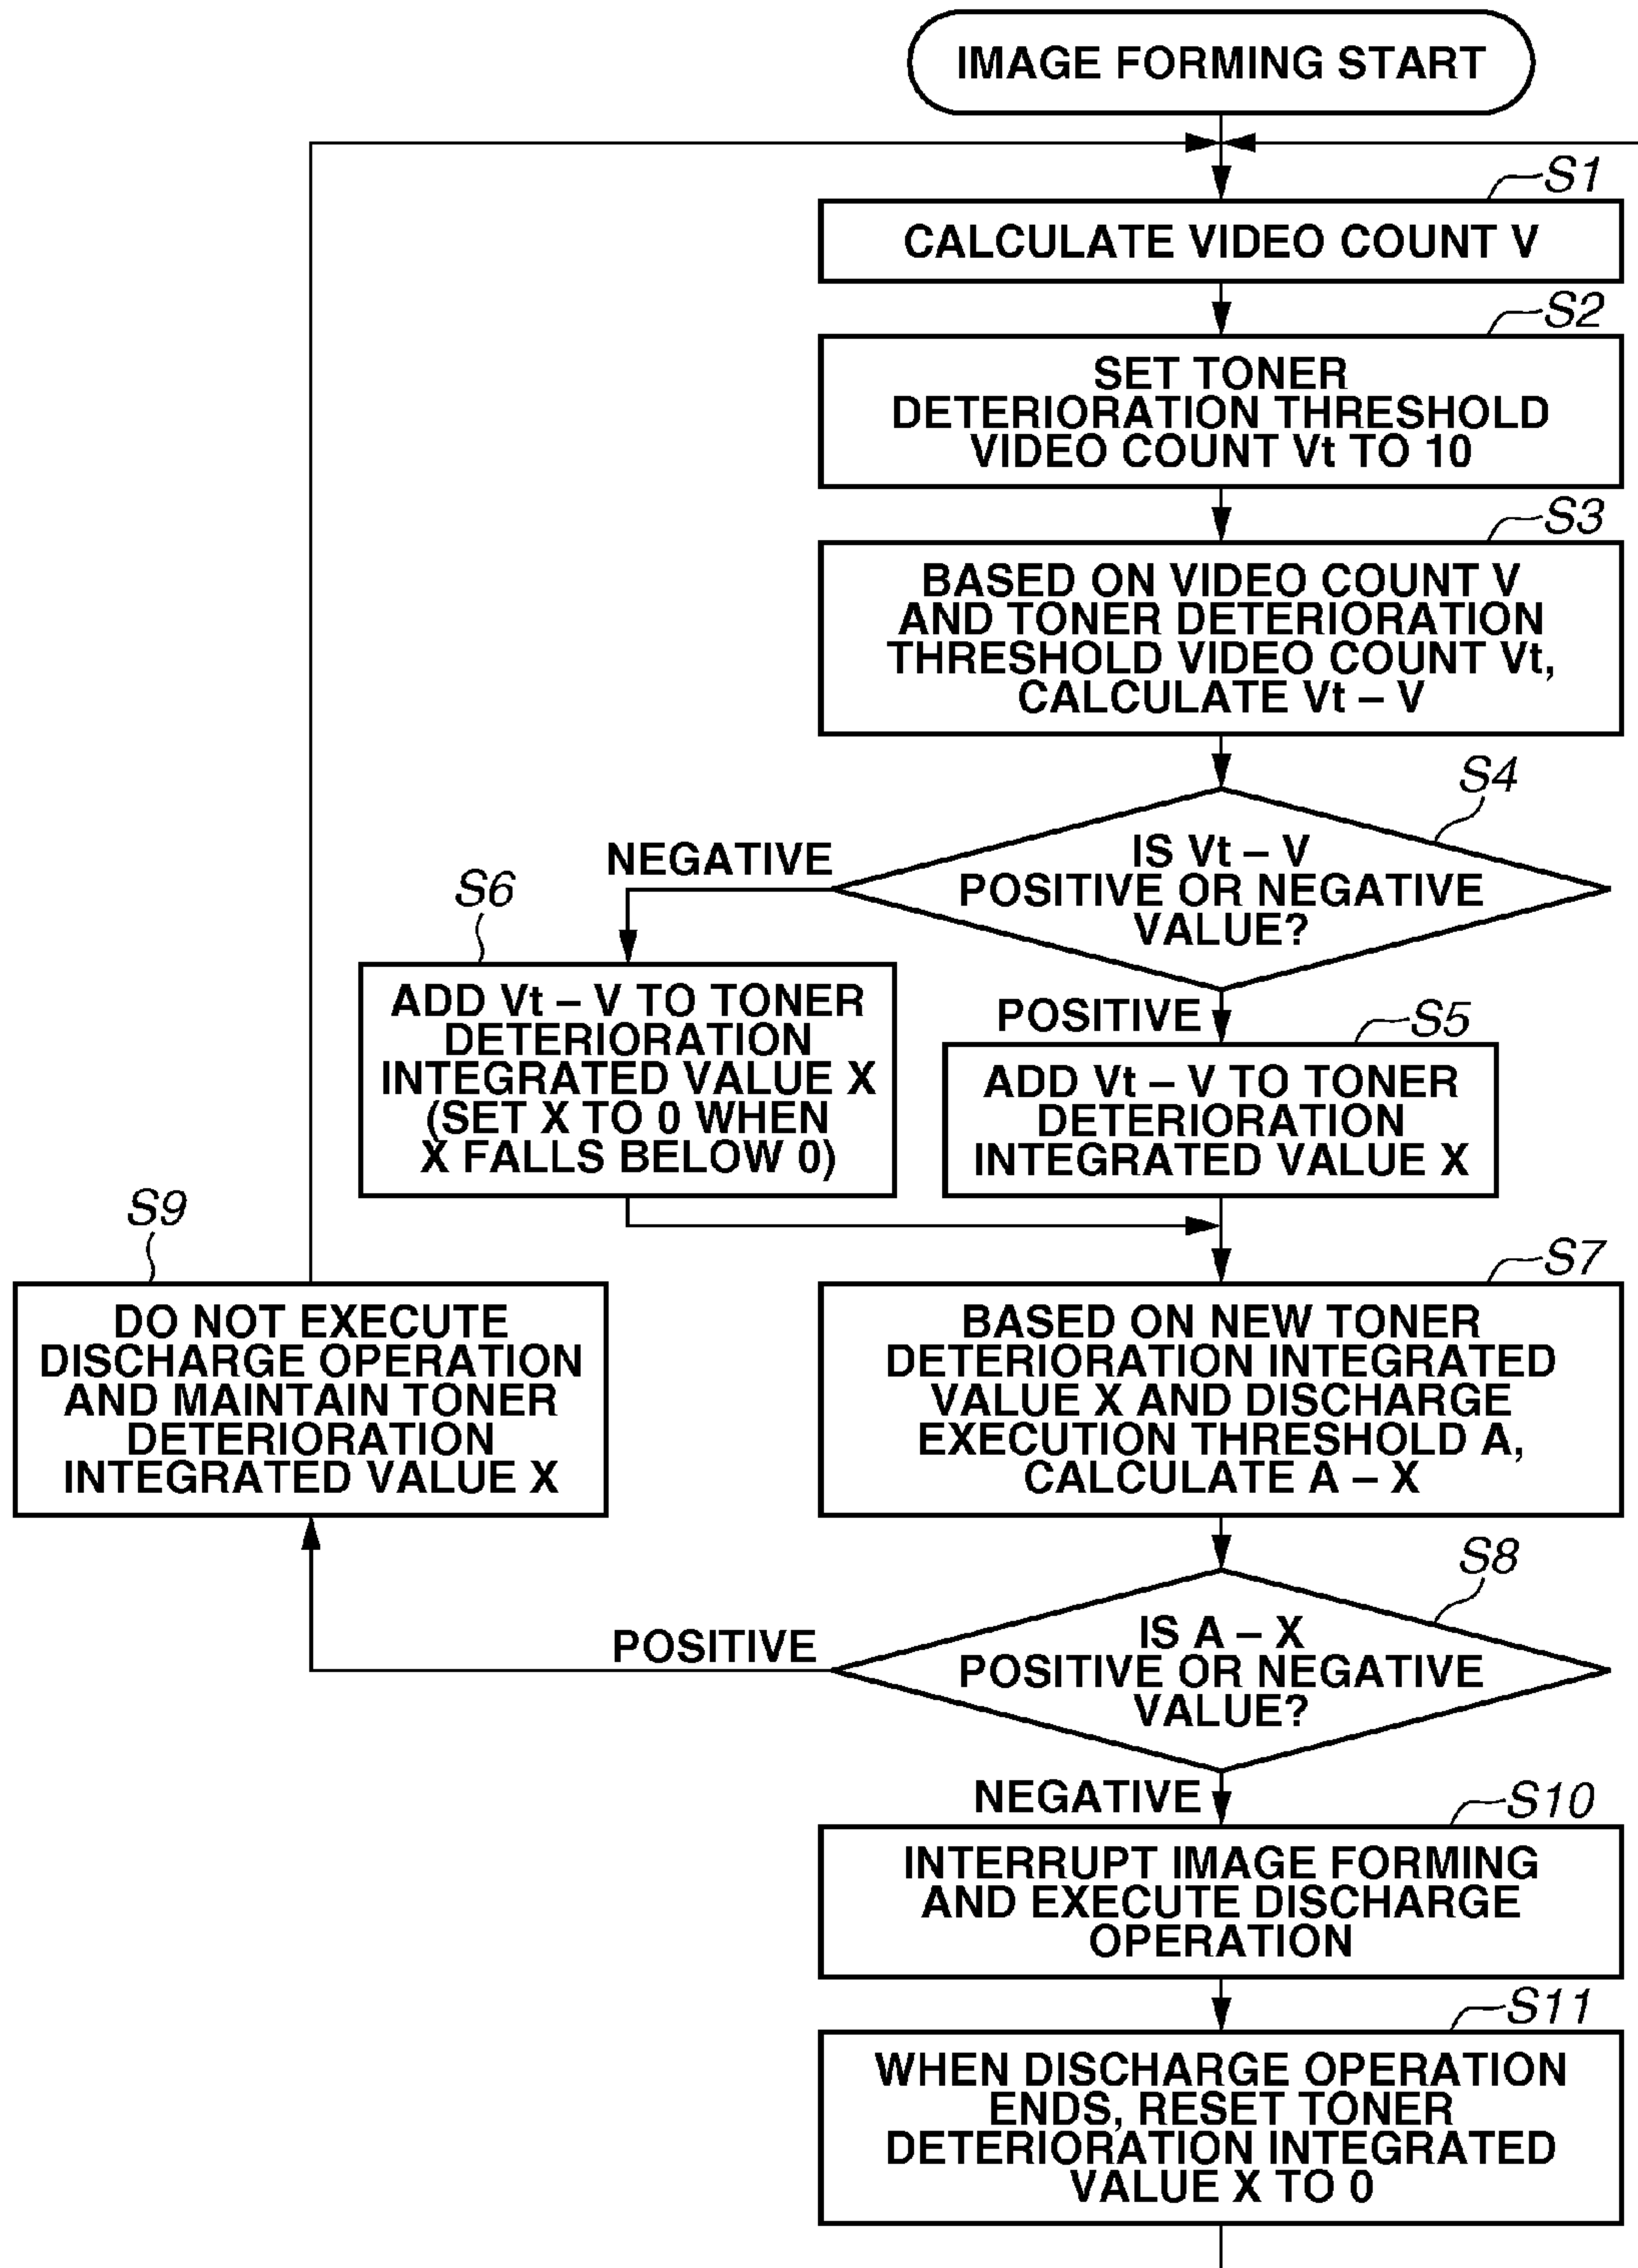 IMAGE FORMING START
S1
CALCULATE VIDEO COUNT V
S2
SET TONER
DETERIORATION THRESHOLD
VIDEO COUNT Vt TO 10
S3
BASED ON VIDEO COUNT V
AND TONER DETERIORATION
THRESHOLD VIDEO COUNT Vt,
CALCULATE Vt – V
S4
IS Vt – V
POSITIVE OR NEGATIVE
VALUE?
NEGATIVE
S6
ADD Vt – V TO TONER
DETERIORATION
INTEGRATED VALUE X
(SET X TO 0 WHEN
X FALLS BELOW 0)
POSITIVE
S5
ADD Vt – V TO TONER
DETERIORATION
INTEGRATED VALUE X
S9
DO NOT EXECUTE
DISCHARGE OPERATION
AND MAINTAIN TONER
DETERIORATION
INTEGRATED VALUE X
S7
BASED ON NEW TONER
DETERIORATION INTEGRATED
VALUE X AND DISCHARGE
EXECUTION THRESHOLD A,
CALCULATE A – X
S8
IS A – X
POSITIVE OR NEGATIVE
VALUE?
POSITIVE
NEGATIVE
S10
INTERRUPT IMAGE FORMING
AND EXECUTE DISCHARGE
OPERATION
S11
WHEN DISCHARGE OPERATION
ENDS, RESET TONER
DETERIORATION INTEGRATED
VALUE X TO 0